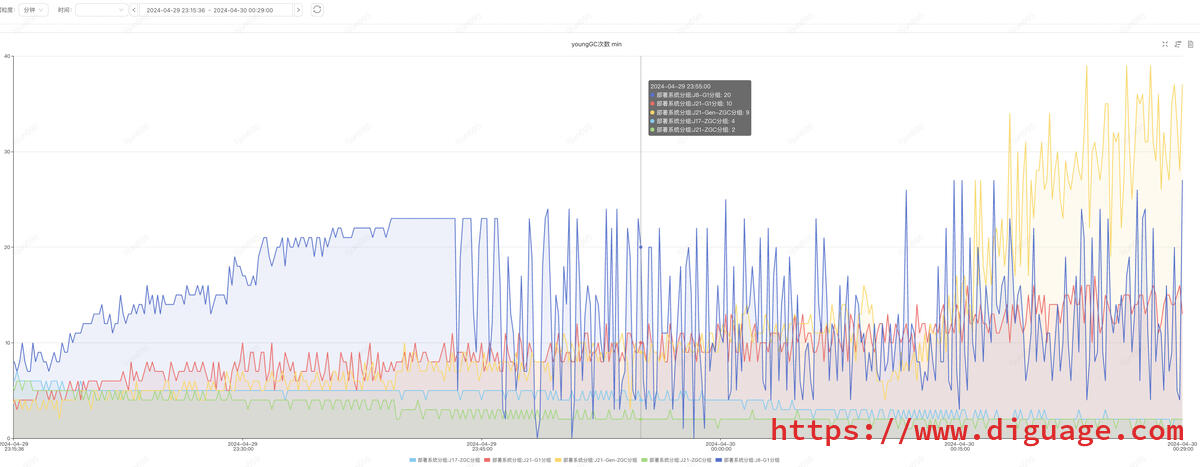 粒度: 分钟 时间: 2024-04-29 23:15:36 ~ 2024-04-30 00:29:00
youngGC次数 min
40
30
20
10
0
2024-04-29 23:55:00
部署系统分组:J8-G1分组: 20
部署系统分组:J21-G1分组: 10
部署系统分组:J21-Gen-ZGC分组: 9
部署系统分组:J17-ZGC分组: 4
部署系统分组:J21-ZGC分组: 2
2024-04-29 23:15:36
2024-04-29 23:30:00
2024-04-29 23:45:00
2024-04-30 00:00:00
2024-04-30 00:15:00
2024-04-30 00:29:00
https://www.diguage.com
部署系统分组:J17-ZGC分组 部署系统分组:J21-G1分组 部署系统分组:J21-Gen-ZGC分组 部署系统分组:J21-ZGC分组 部署系统分组:J8-G1分组